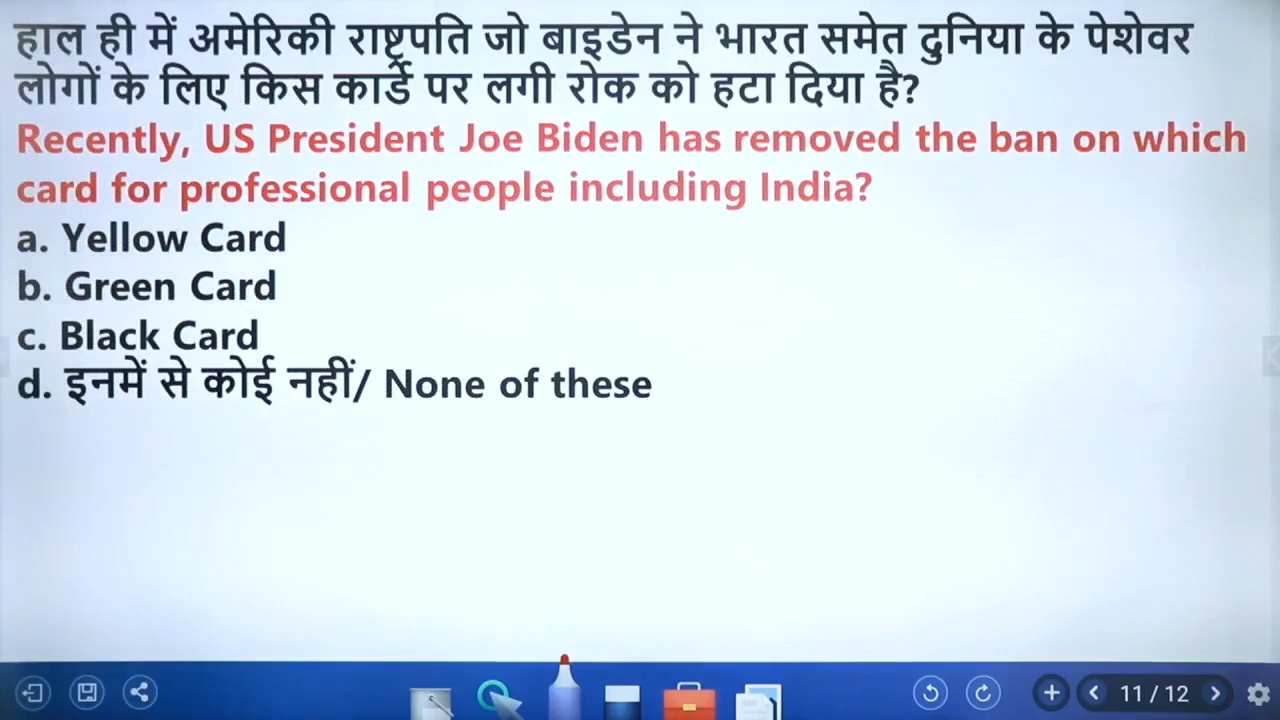 हाल ही में अमेरिकी राष्ट्रपति जो बाइडेन ने भारत समेत दुनिया के पेशेवर
लोगों के लिए किस कार्ड पर लगी रोक को हटा दिया है?
Recently, US President Joe Biden has removed the ban on which
card for professional people including India?
a. Yellow Card
b. Green Card
c. Black Card
d. इनमें से कोई नहीं/ None of these
11 / 12